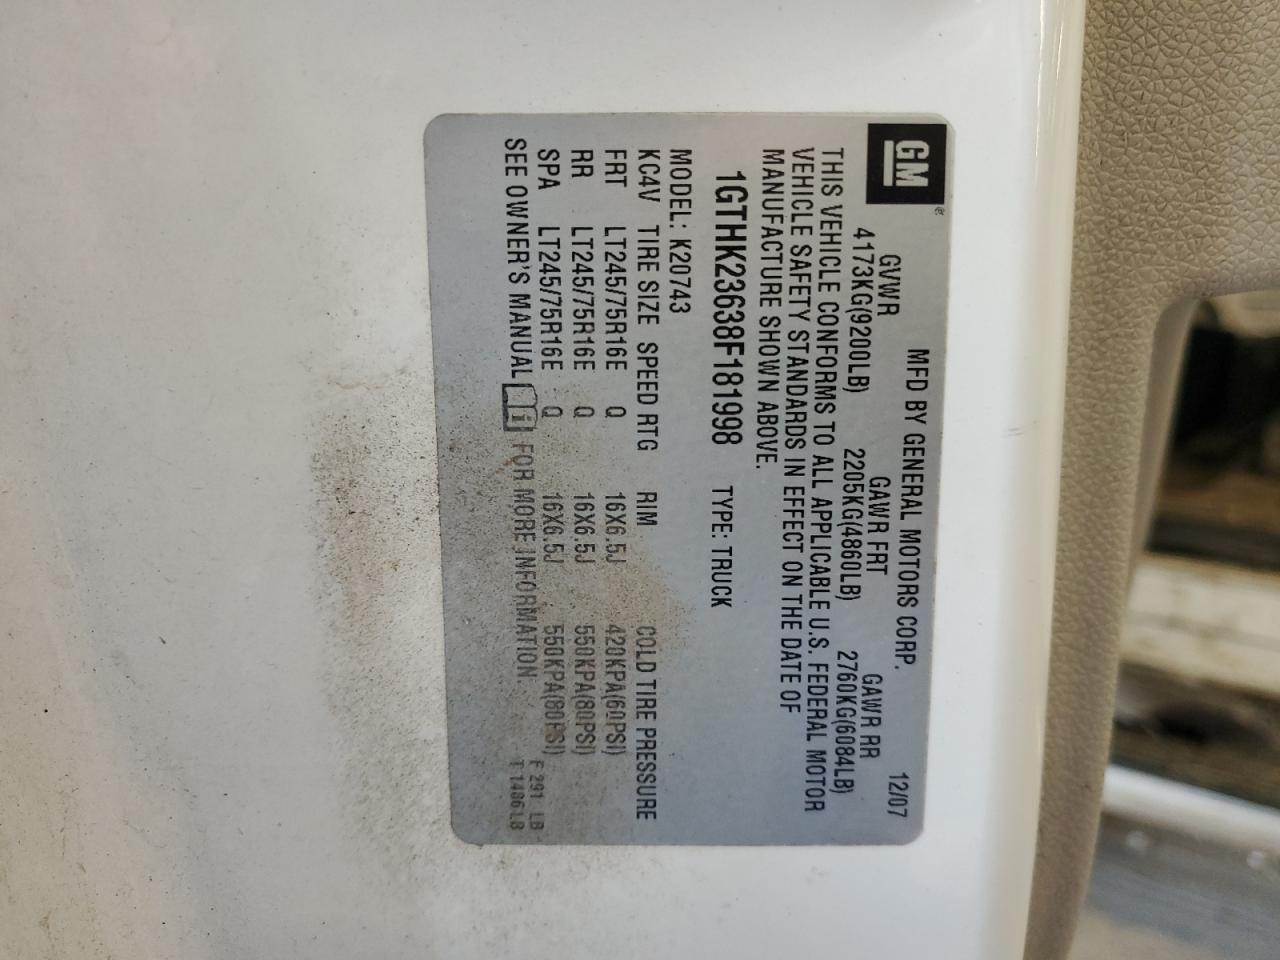 GM
MFD BY GENERAL MOTORS CORP. 12/07
GVWR GAWR FRT GAWR RR
4173KG(9200LB) 2205KG(4860LB) 2760KG(6084LB)
THIS VEHICLE CONFORMS TO ALL APPLICABLE U.S. FEDERAL MOTOR
VEHICLE SAFETY STANDARDS IN EFFECT ON THE DATE OF
MANUFACTURE SHOWN ABOVE.
1GTHK23638F181998 TYPE: TRUCK
MODEL: K20743
KC4V TIRE SIZE SPEED RTG RIM COLD TIRE PRESSURE
FRT LT245/75R16E Q 16X6.5J 420KPA(60PSI)
RR LT245/75R16E Q 16X6.5J 550KPA(80PSI)
SPA LT245/75R16E Q 16X6.5J 550KPA(80PSI)
SEE OWNER'S MANUAL i FOR MORE INFORMATION.
F 291 LB
T 1486LB